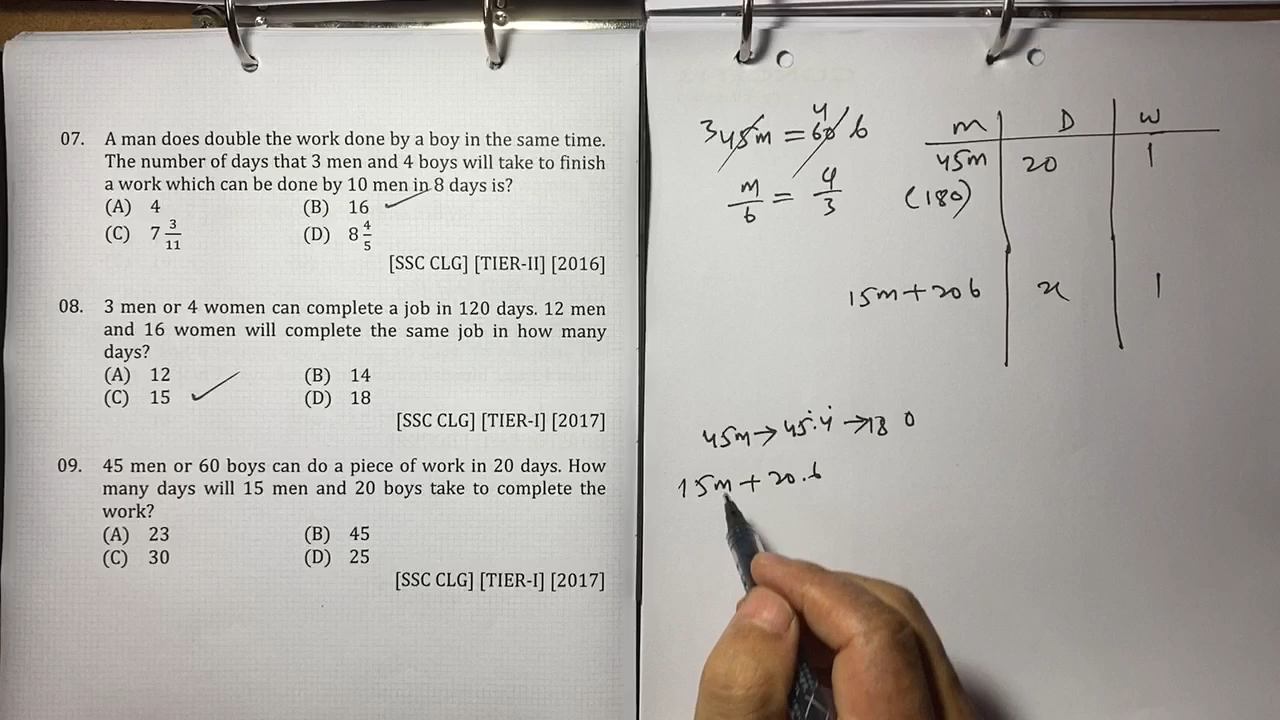 07. A man does double the work done by a boy in the same time.
The number of days that 3 men and 4 boys will take to finish
a work which can be done by 10 men in 8 days is?
(A) 4 (B) 16
(C) 7 3/11 (D) 8 4/5
[SSC CLG] [TIER-II] [2016]
08. 3 men or 4 women can complete a job in 120 days. 12 men
and 16 women will complete the same job in how many
days?
(A) 12 (B) 14
(C) 15 (D) 18
[SSC CLG] [TIER-I] [2017]
09. 45 men or 60 boys can do a piece of work in 20 days. How
many days will 15 men and 20 boys take to complete the
work?
(A) 23 (B) 45
(C) 30 (D) 25
[SSC CLG] [TIER-I] [2017]
3 45m = 4 60 b
m/b = 4/3
m D w
45m 20 1
(180)
15m+20b x 1
45m→45.4→180
15m+20.b